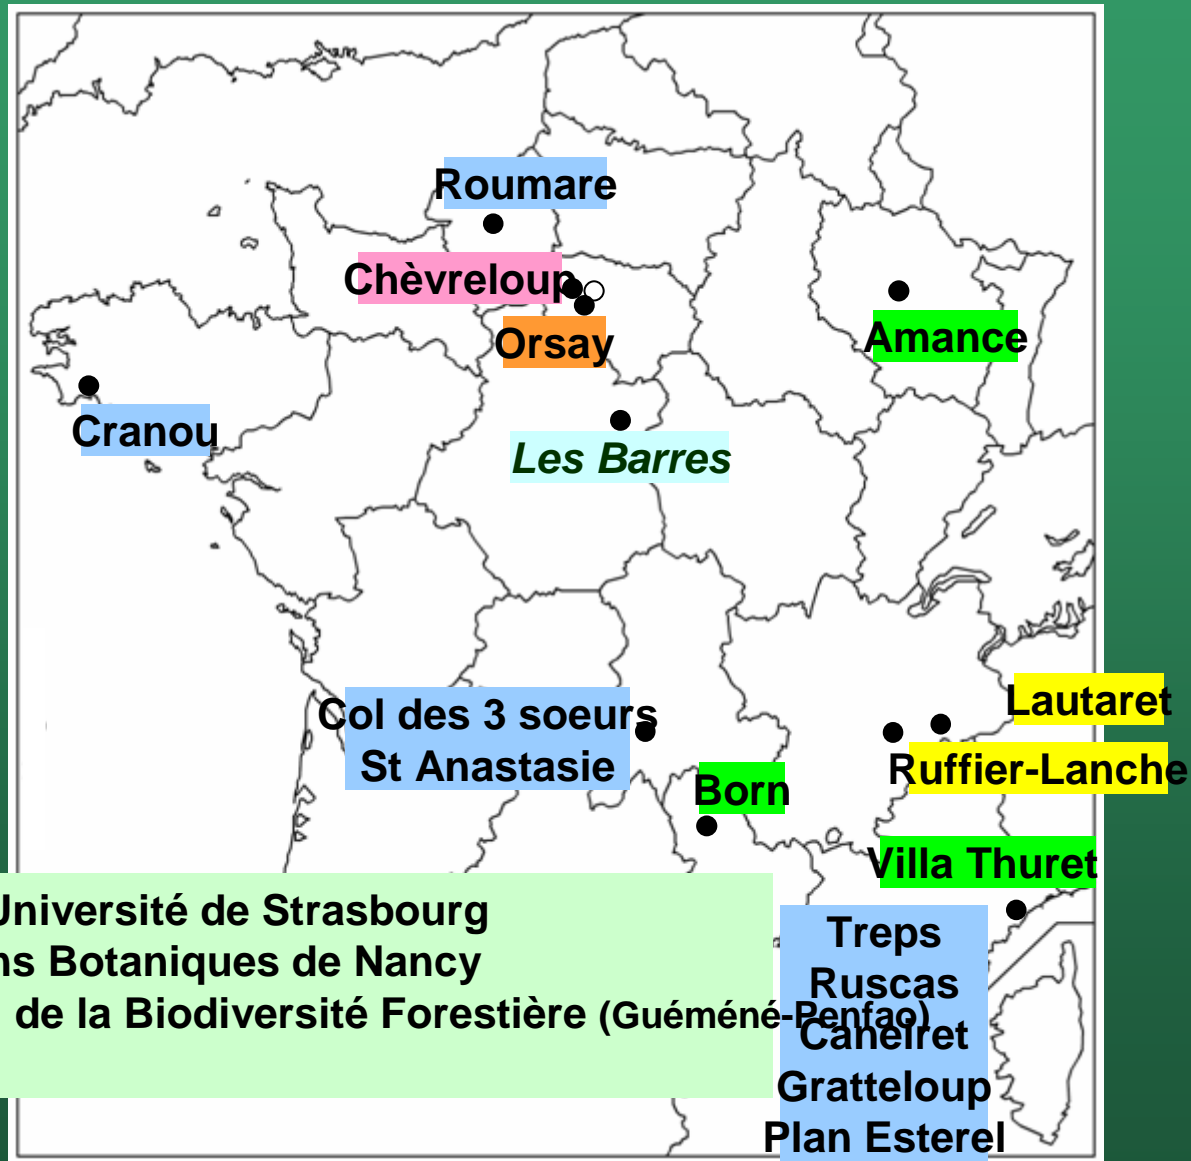 Roumare
Chèvreloup
Orsay
Amance
Cranou
Les Barres
Lautaret
Col des 3 soeurs
St Anastasie
Ruffier-Lanche
Born
Villa Thuret
Université de Strasbourg
ns Botaniques de Nancy
de la Biodiversité Forestière (Guéméné-Penfao)
Treps
Ruscas
Caneiret
Gratteloup
Plan Esterel